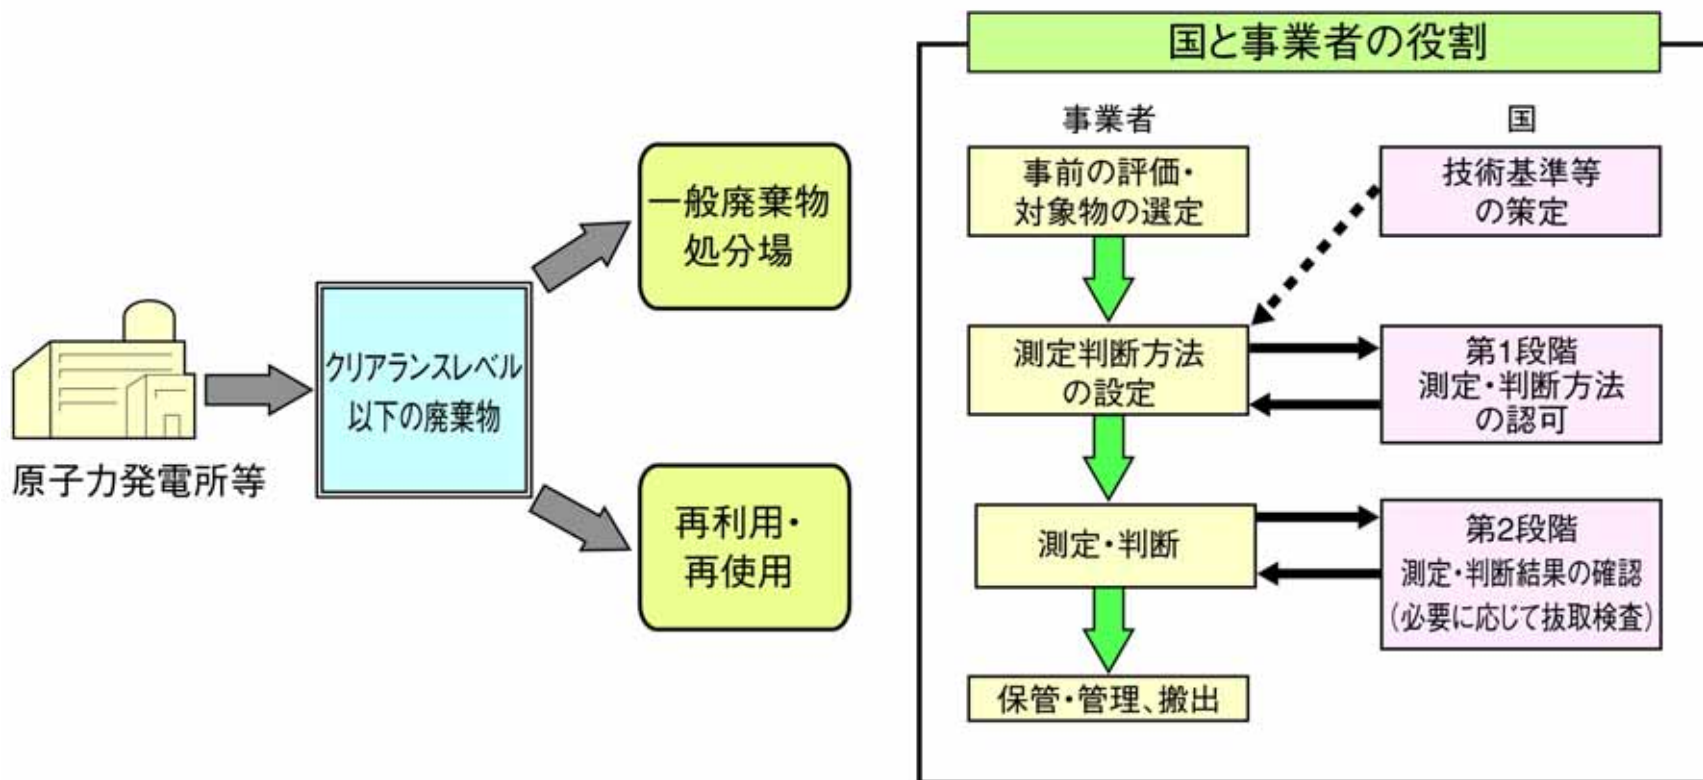 原子力発電所等
クリアランスレベル
以下の廃棄物
一般廃棄物
処分場
再利用・
再使用
国と事業者の役割
事業者
国
事前の評価・
対象物の選定
技術基準等
の策定
測定判断方法
の設定
第1段階
測定・判断方法
の認可
測定・判断
第2段階
測定・判断結果の確認
(必要に応じて抜取検査)
保管・管理、搬出